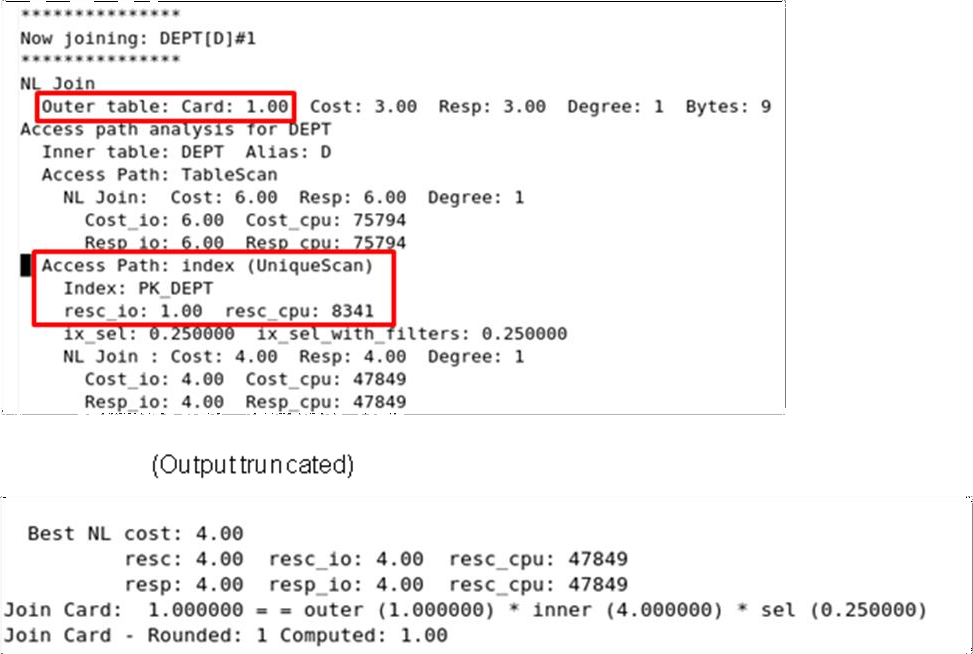 ***************
Now joining: DEPT[D]#1
***************
NL Join
Outer table: Card: 1.00 Cost: 3.00 Resp: 3.00 Degree: 1 Bytes: 9
Access path analysis for DEPT
Inner table: DEPT Alias: D
Access Path: TableScan
NL Join: Cost: 6.00 Resp: 6.00 Degree: 1
Cost_io: 6.00 Cost_cpu: 75794
Resp_io: 6.00 Resp_cpu: 75794
Access Path: index (UniqueScan)
Index: PK_DEPT
resc_io: 1.00 resc_cpu: 8341
ix_sel: 0.250000 ix_sel_with_filters: 0.250000
NL Join : Cost: 4.00 Resp: 4.00 Degree: 1
Cost_io: 4.00 Cost_cpu: 47849
Resp_io: 4.00 Resp_cpu: 47849
(Output truncated)
Best NL cost: 4.00
resc: 4.00 resc_io: 4.00 resc_cpu: 47849
resp: 4.00 resp_io: 4.00 resc_cpu: 47849
Join Card: 1.000000 = = outer (1.000000) * inner (4.000000) * sel (0.250000)
Join Card - Rounded: 1 Computed: 1.00